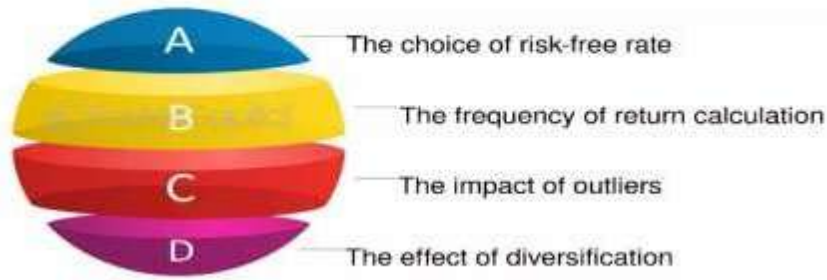 A
The choice of risk-free rate
B
The frequency of return calculation
C
The impact of outliers
D
The effect of diversification